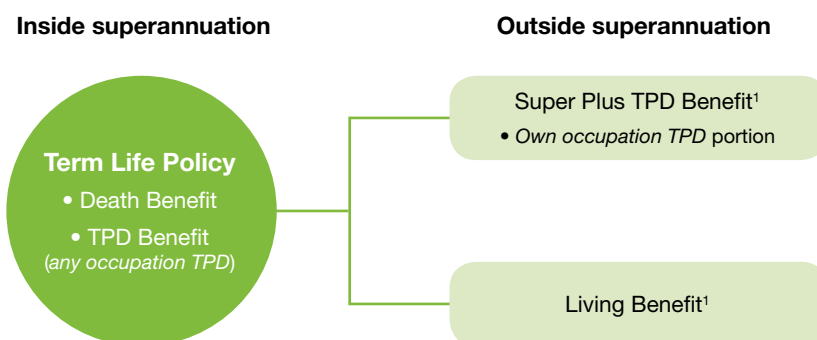 Inside superannuation
Outside superannuation
Term Life Policy
• Death Benefit
• TPD Benefit
(any occupation TPD)
Super Plus TPD Benefit¹
• Own occupation TPD portion
Living Benefit¹